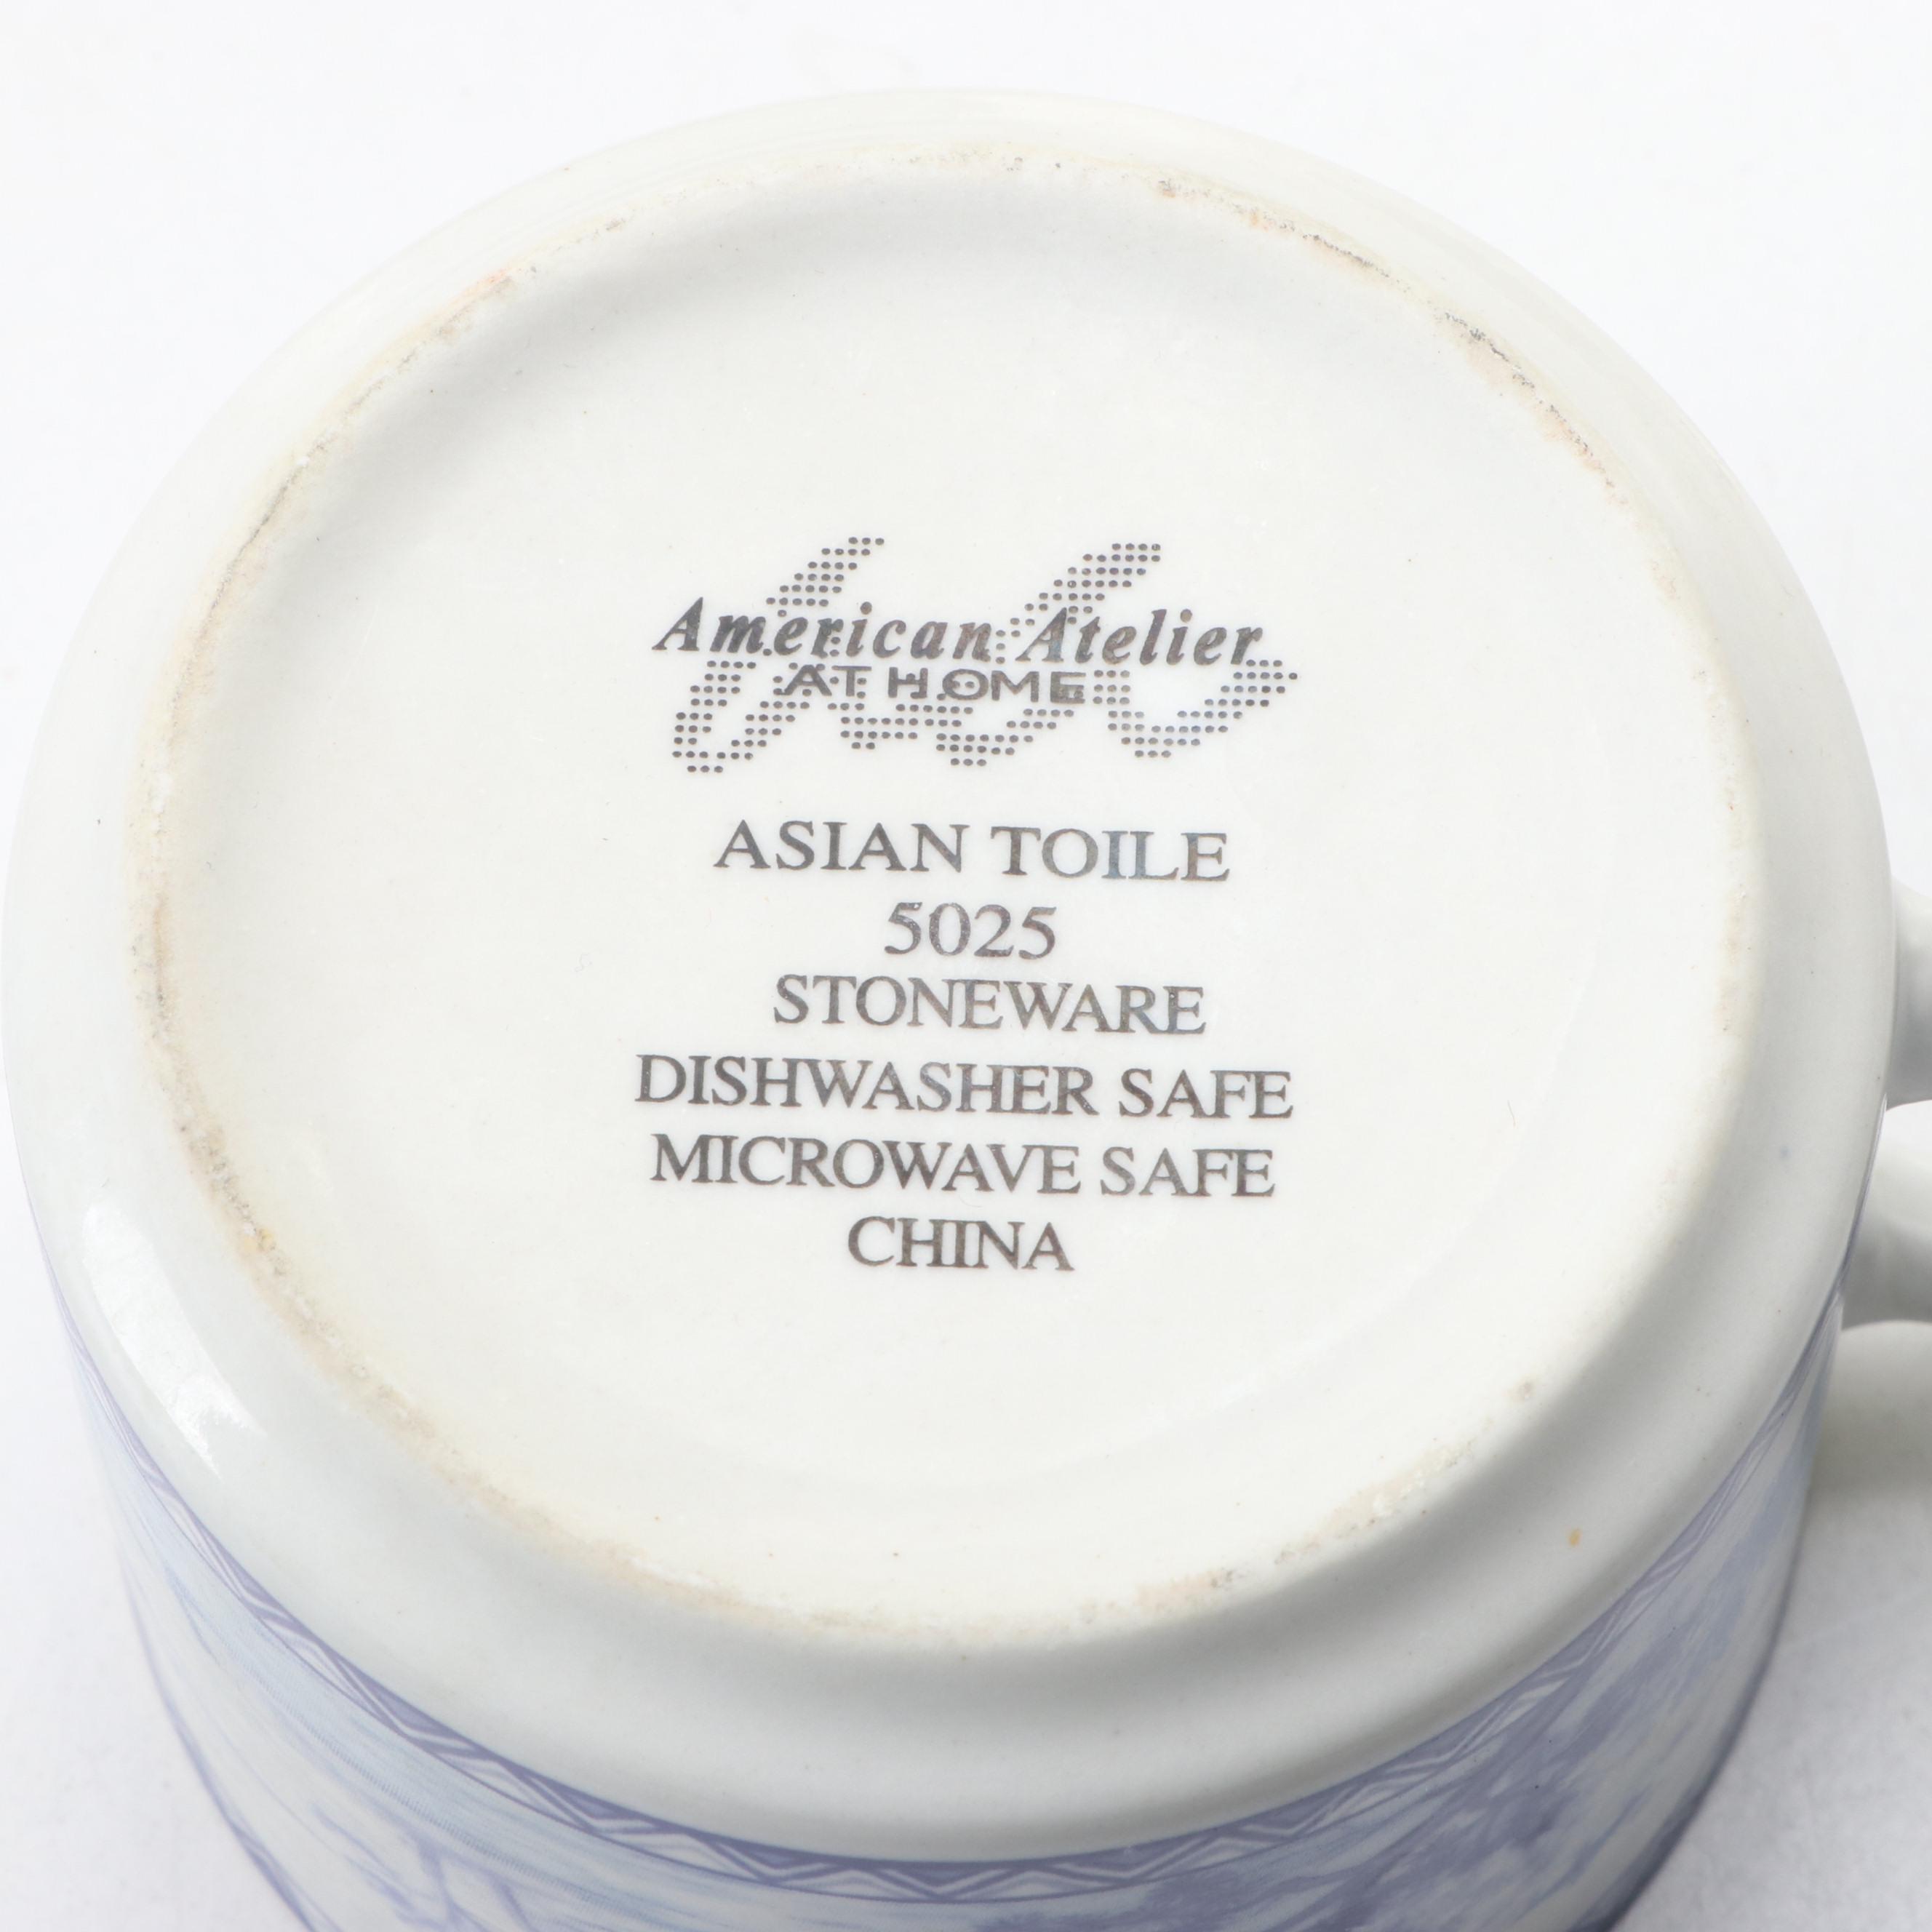 American Atelier
AT HOME
ASIAN TOILE
5025
STONEWARE
DISHWASHER SAFE
MICROWAVE SAFE
CHINA